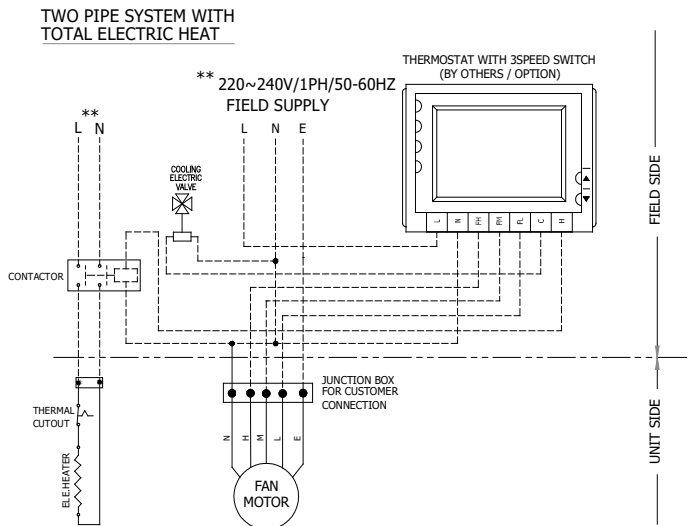 TWO PIPE SYSTEM WITH
TOTAL ELECTRIC HEAT
THERMOSTAT WITH 3SPEED SWITCH
(BY OTHERS / OPTION)
** 220~240V/1PH/50-60HZ
FIELD SUPPLY
**
L N
L N E
COOLING
ELECTRIC
VALVE
L N FH FM FL C H
FIELD SIDE
CONTACTOR
JUNCTION BOX
FOR CUSTOMER
CONNECTION
THERMAL
CUTOUT
N H M L E
UNIT SIDE
ELE.HEATER
FAN
MOTOR